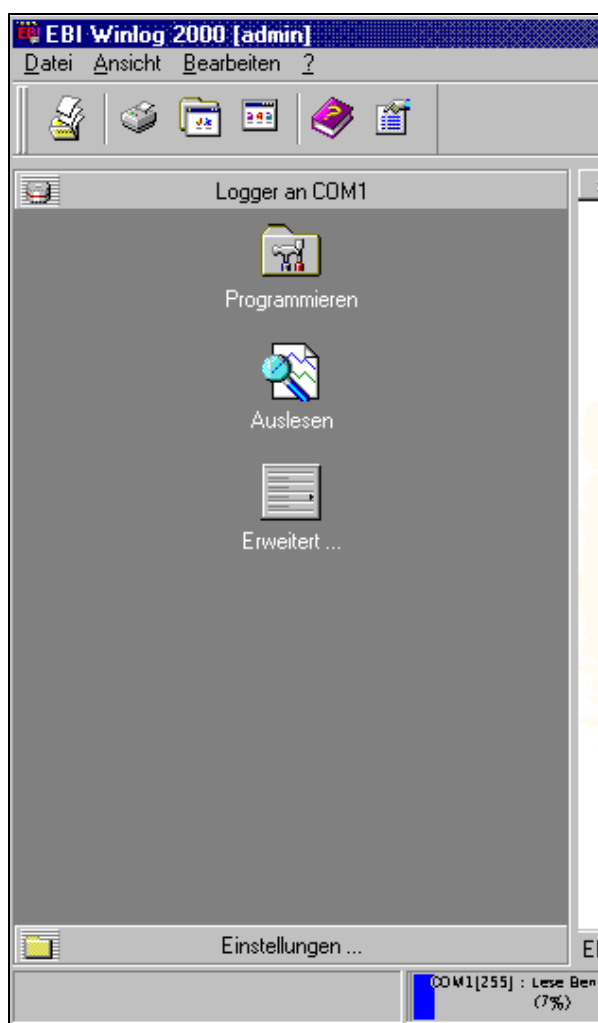 EBI Winlog 2000 [admin]
Datei Ansicht Bearbeiten ?
Logger an COM1
Programmieren
Auslesen
Erweitert ...
Einstellungen ...
COM1[255] : Lese Ben
(7%)